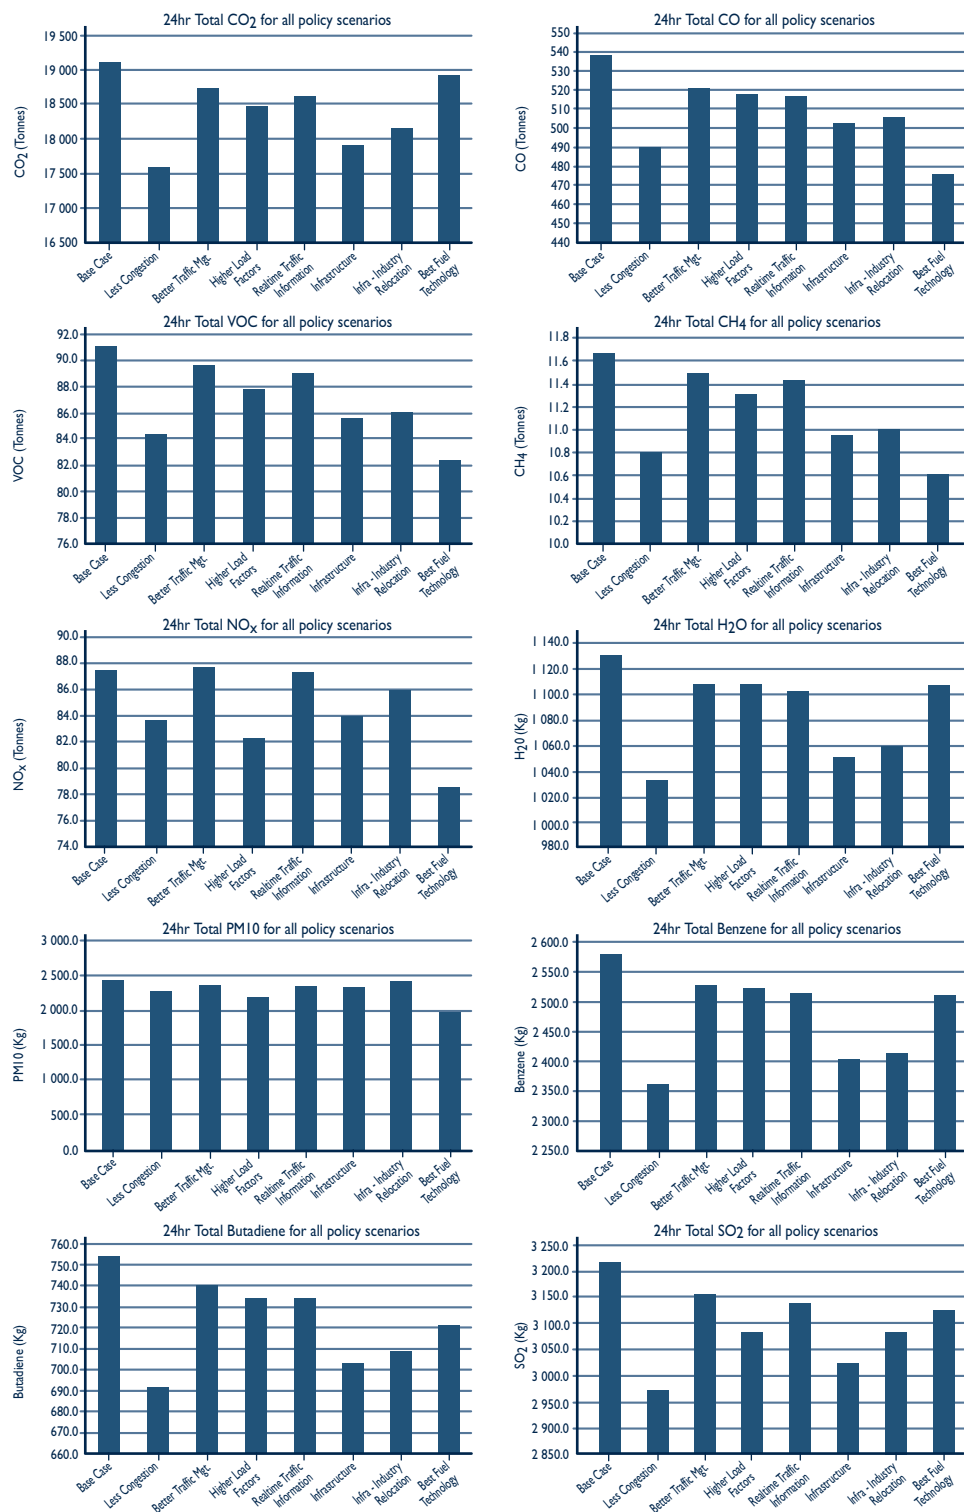 24hr Total CO2 for all policy scenarios
CO2 (Tonnes)
19 500
19 000
18 500
18 000
17 500
17 000
16 500
Base Case
Less Congestion
Better Traffic Mgt.
Higher Load
Factors
Realtime Traffic
Information
Infrastructure
Infra - Industry
Relocation
Best Fuel
Technology
24hr Total CO for all policy scenarios
CO (Tonnes)
550
540
530
520
510
500
490
480
470
460
450
440
Base Case
Less Congestion
Better Traffic Mgt.
Higher Load
Factors
Realtime Traffic
Information
Infrastructure
Infra - Industry
Relocation
Best Fuel
Technology
24hr Total VOC for all policy scenarios
VOC (Tonnes)
92.0
90.0
88.0
86.0
84.0
82.0
80.0
78.0
76.0
Base Case
Less Congestion
Better Traffic Mgt.
Higher Load
Factors
Realtime Traffic
Information
Infrastructure
Infra - Industry
Relocation
Best Fuel
Technology
24hr Total CH4 for all policy scenarios
CH4 (Tonnes)
11.8
11.6
11.4
11.2
11.0
10.8
10.6
10.4
10.2
10.0
Base Case
Less Congestion
Better Traffic Mgt.
Higher Load
Factors
Realtime Traffic
Information
Infrastructure
Infra - Industry
Relocation
Best Fuel
Technology
24hr Total NOx for all policy scenarios
NOx (Tonnes)
90.0
88.0
86.0
84.0
82.0
80.0
78.0
76.0
74.0
Base Case
Less Congestion
Better Traffic Mgt.
Higher Load
Factors
Realtime Traffic
Information
Infrastructure
Infra - Industry
Relocation
Best Fuel
Technology
24hr Total H2O for all policy scenarios
H20 (Kg)
1 140.0
1 120.0
1 100.0
1 080.0
1 060.0
1 040.0
1 020.0
1 000.0
980.0
Base Case
Less Congestion
Better Traffic Mgt.
Higher Load
Factors
Realtime Traffic
Information
Infrastructure
Infra - Industry
Relocation
Best Fuel
Technology
24hr Total PM10 for all policy scenarios
PM10 (Kg)
3 000.0
2 500.0
2 000.0
1 500.0
1 000.0
500.0
0.0
Base Case
Less Congestion
Better Traffic Mgt.
Higher Load
Factors
Realtime Traffic
Information
Infrastructure
Infra - Industry
Relocation
Best Fuel
Technology
24hr Total Benzene for all policy scenarios
Benzene (Kg)
2 600.0
2 550.0
2 500.0
2 450.0
2 400.0
2 350.0
2 300.0
2 250.0
Base Case
Less Congestion
Better Traffic Mgt.
Higher Load
Factors
Realtime Traffic
Information
Infrastructure
Infra - Industry
Relocation
Best Fuel
Technology
24hr Total Butadiene for all policy scenarios
Butadiene (Kg)
760.0
750.0
740.0
730.0
720.0
710.0
700.0
690.0
680.0
670.0
660.0
Base Case
Less Congestion
Better Traffic Mgt.
Higher Load
Factors
Realtime Traffic
Information
Infrastructure
Infra - Industry
Relocation
Best Fuel
Technology
24hr Total SO2 for all policy scenarios
SO2 (Kg)
3 250.0
3 200.0
3 150.0
3 100.0
3 050.0
3 000.0
2 950.0
2 900.0
2 850.0
Base Case
Less Congestion
Better Traffic Mgt.
Higher Load
Factors
Realtime Traffic
Information
Infrastructure
Infra - Industry
Relocation
Best Fuel
Technology